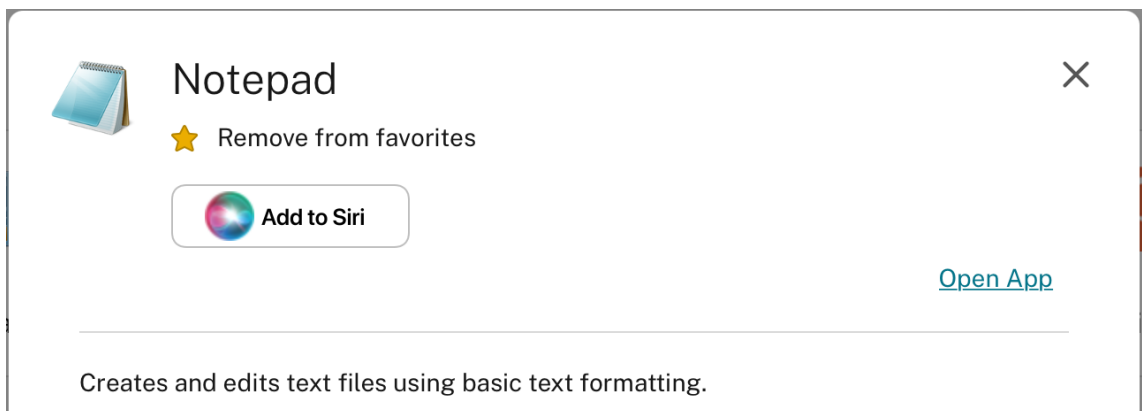 Notepad
Remove from favorites
Add to Siri
Open App
Creates and edits text files using basic text formatting.